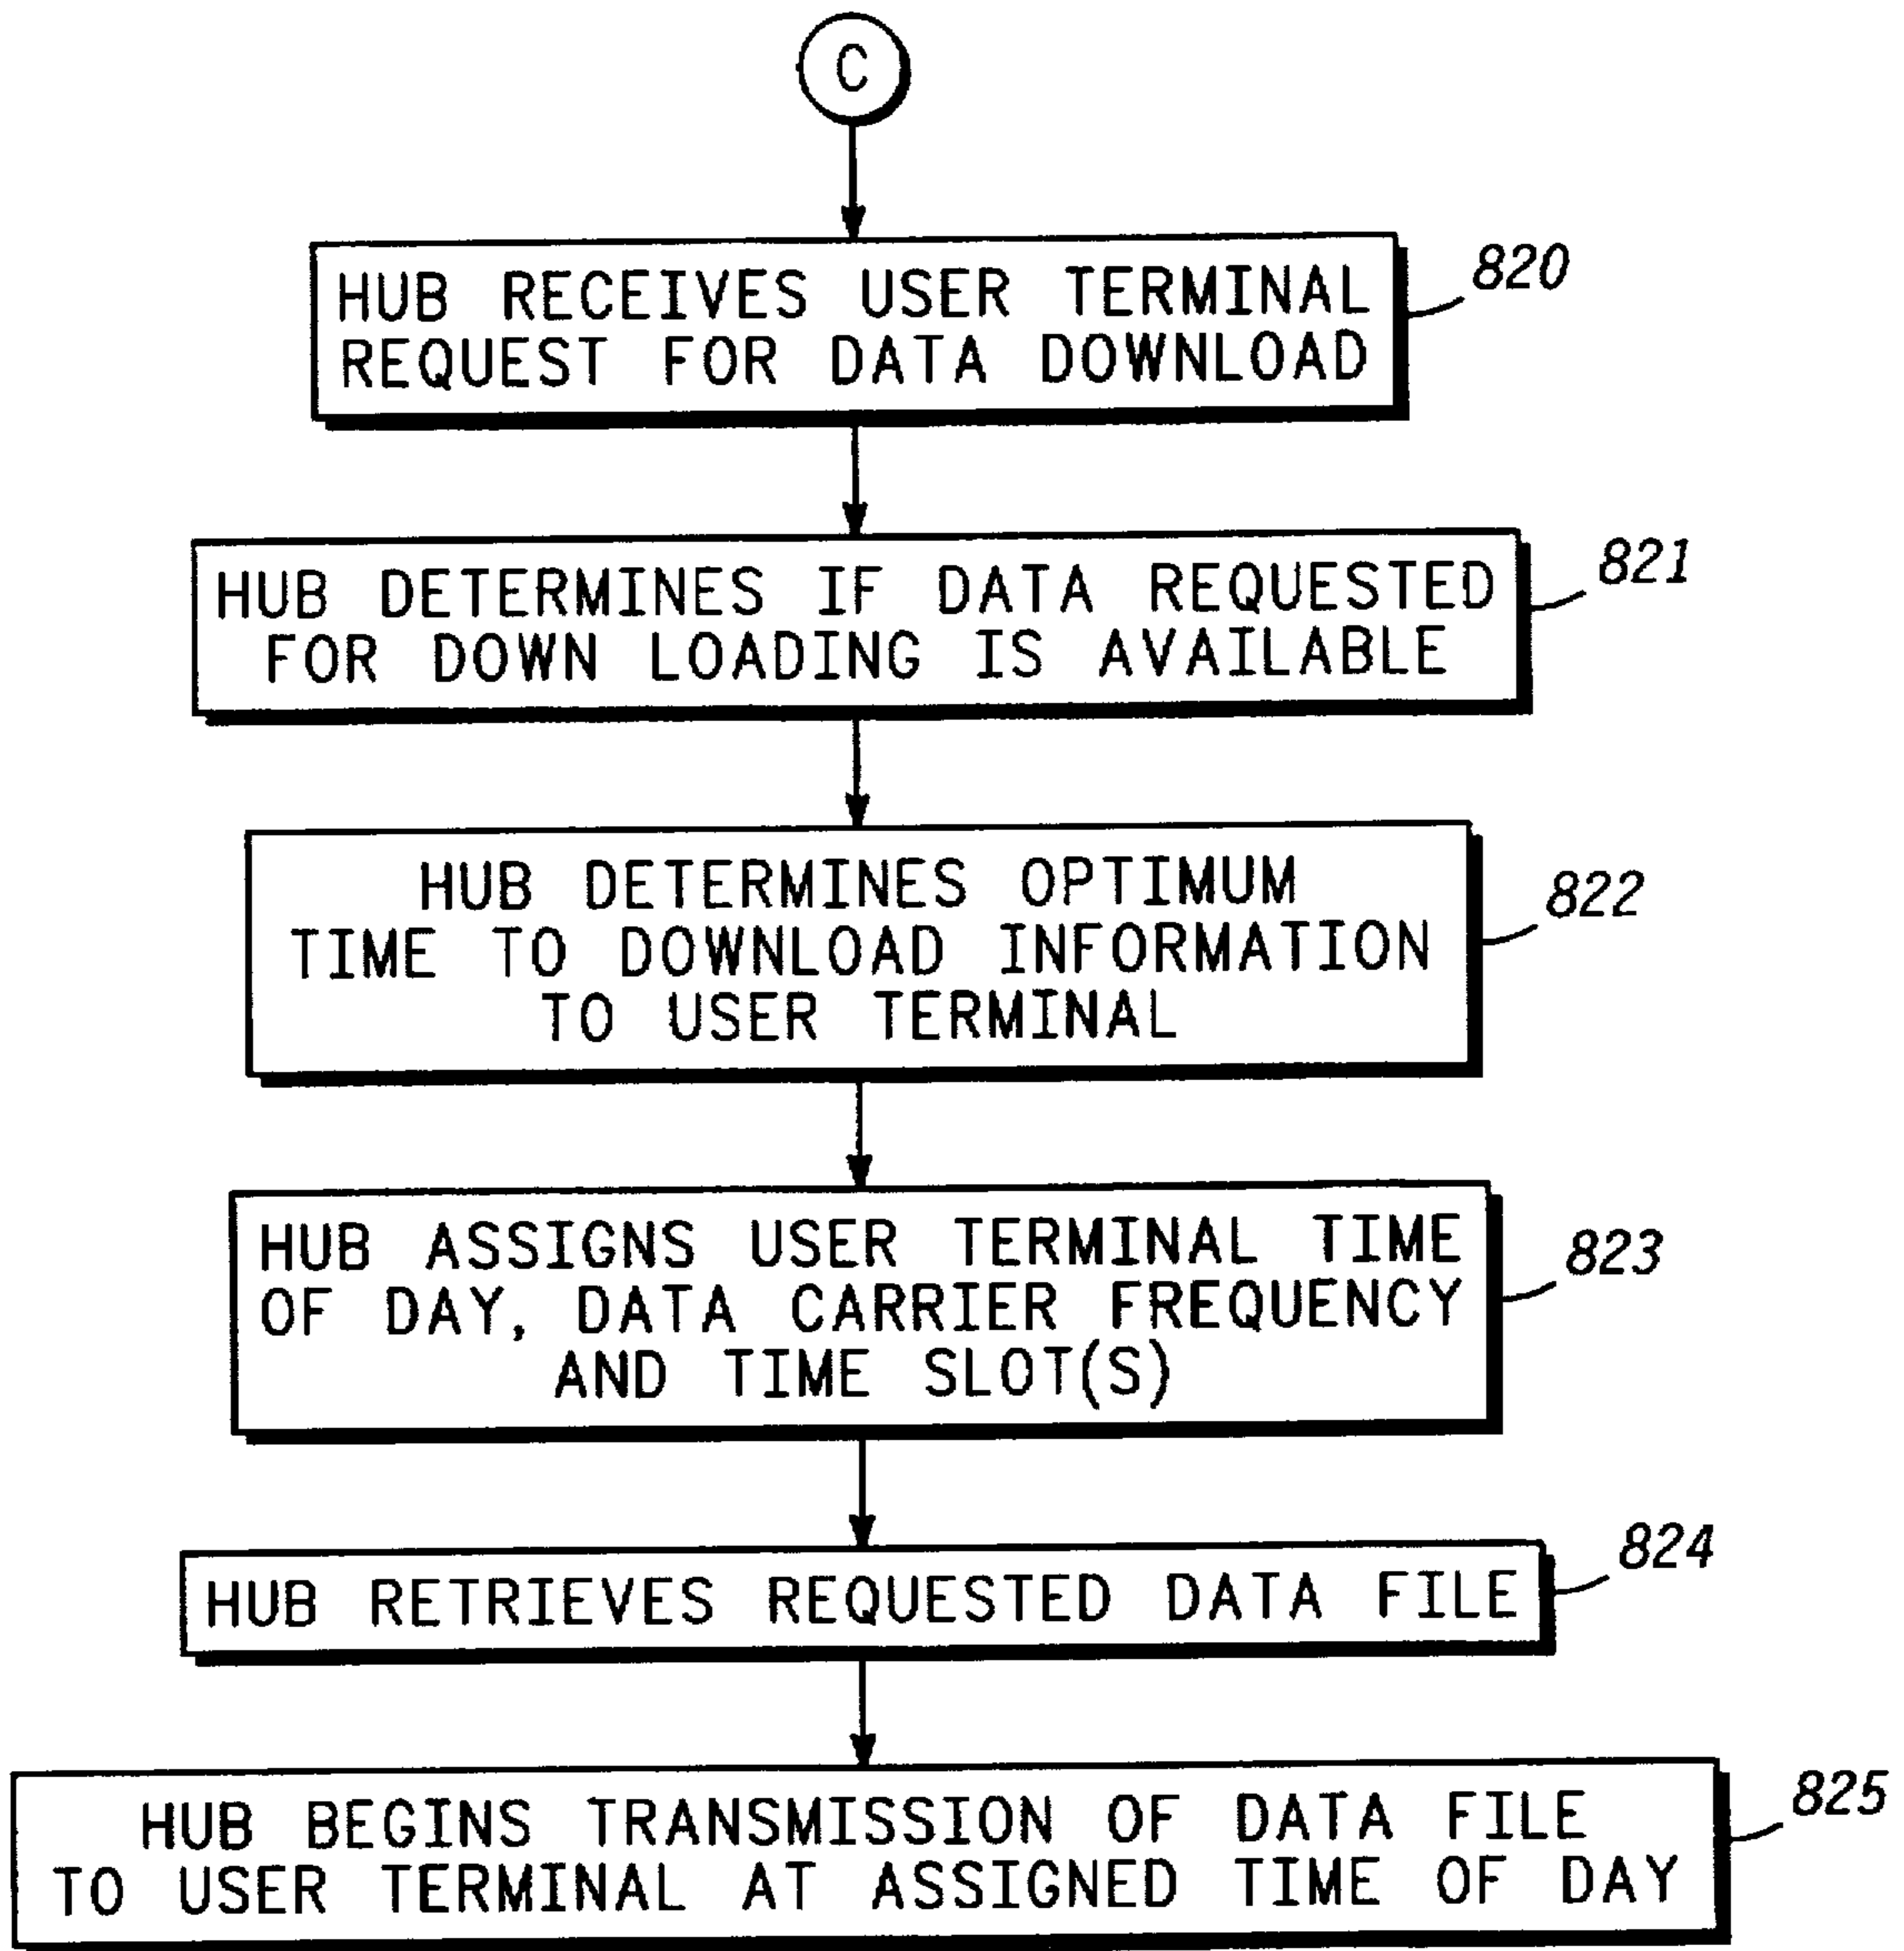 C
HUB RECEIVES USER TERMINAL
REQUEST FOR DATA DOWNLOAD
820
HUB DETERMINES IF DATA REQUESTED
FOR DOWN LOADING IS AVAILABLE
821
HUB DETERMINES OPTIMUM
TIME TO DOWNLOAD INFORMATION
TO USER TERMINAL
822
HUB ASSIGNS USER TERMINAL TIME
OF DAY, DATA CARRIER FREQUENCY
AND TIME SLOT(S)
823
HUB RETRIEVES REQUESTED DATA FILE
824
HUB BEGINS TRANSMISSION OF DATA FILE
TO USER TERMINAL AT ASSIGNED TIME OF DAY
825